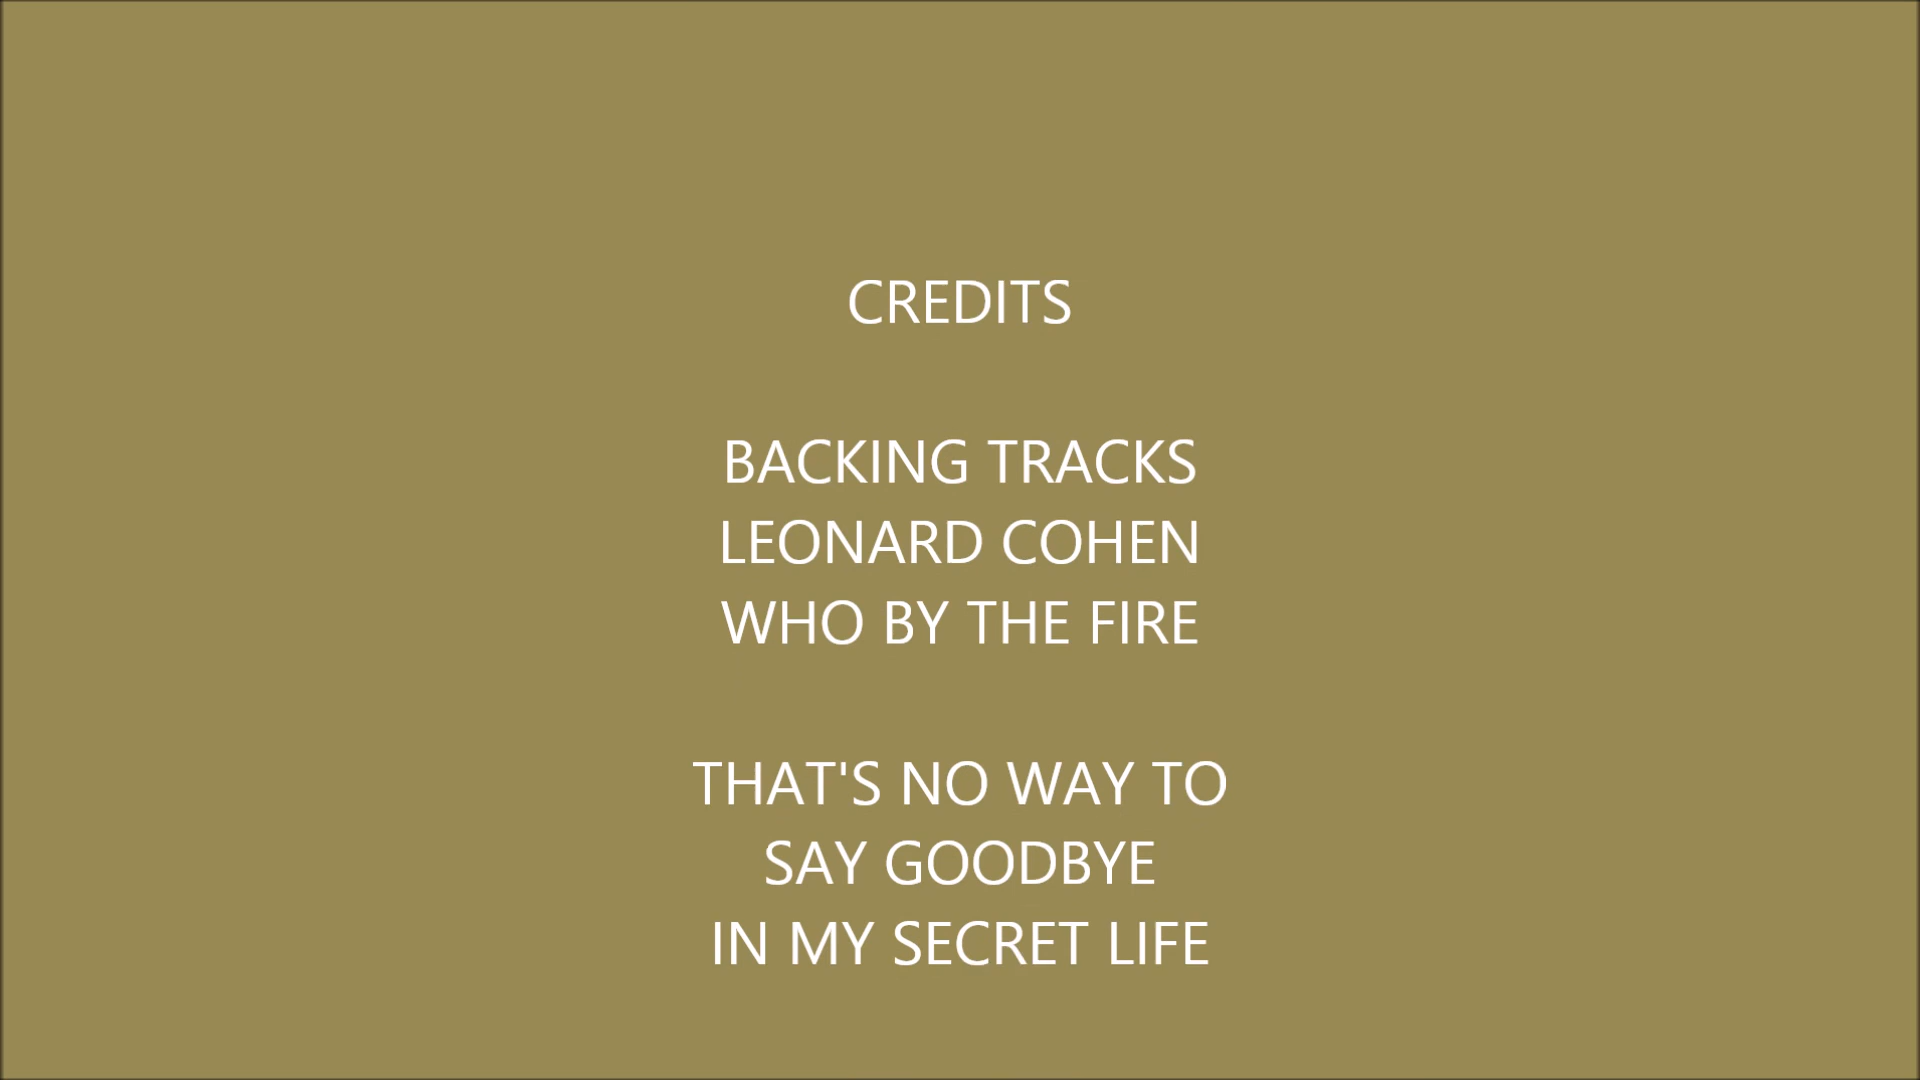 CREDITS
BACKING TRACKS
LEONARD COHEN
WHO BY THE FIRE
THAT'S NO WAY TO
SAY GOODBYE
IN MY SECRET LIFE